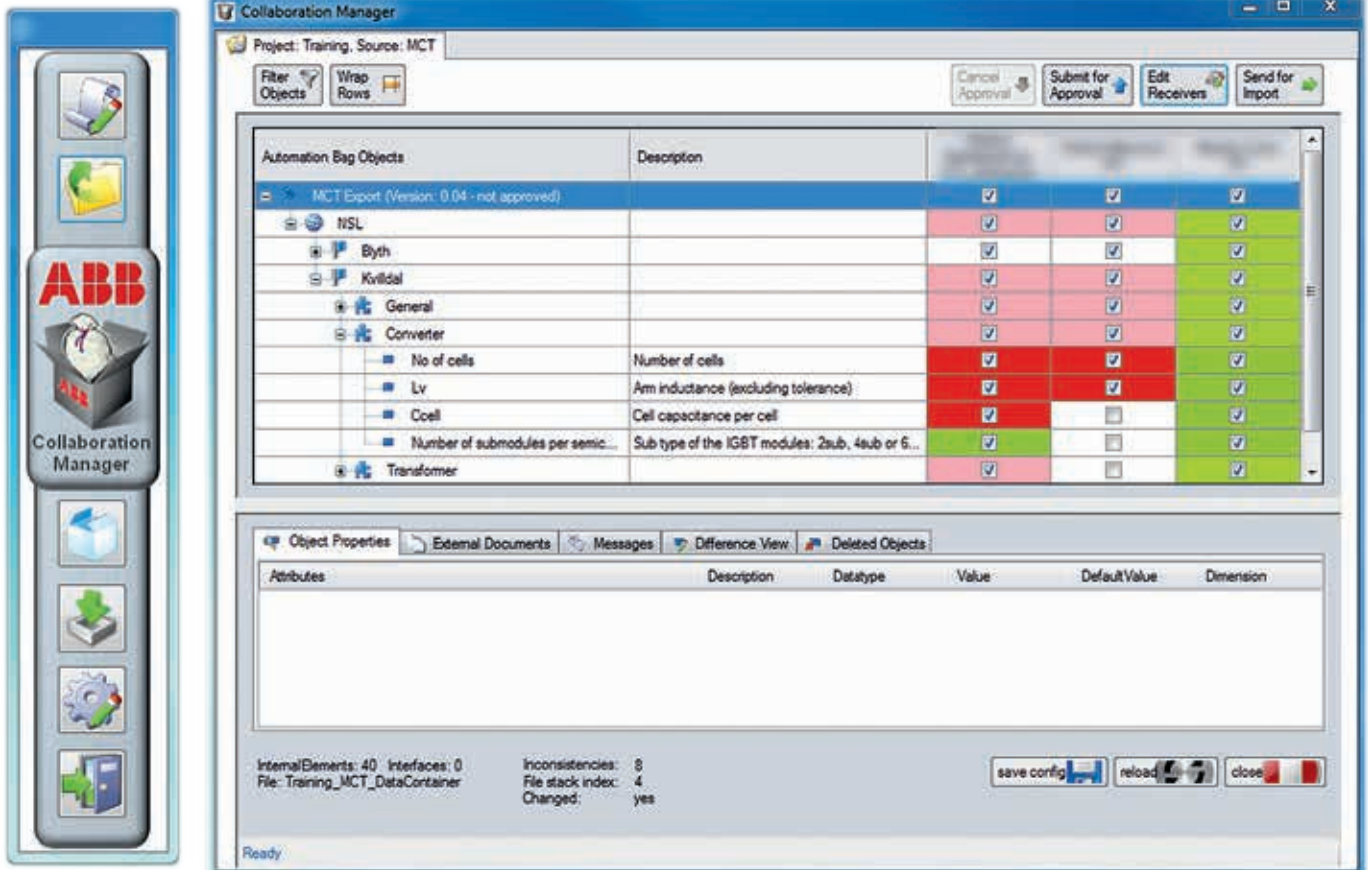 ABB
ABB
Collaboration
Manager
Collaboration Manager
Project: Training, Source: MCT
Filter
Objects
Wrap
Rows
Cancel
Approval
Submit for
Approval
Edit
Receivers
Send for
Import
Automation Bag Objects
Description
MCT Export (Version: 0.04 - not approved)
NSL
Blyth
Kvilldal
General
Converter
No of cells
Number of cells
Lv
Arm inductance (excluding tolerance)
Ccell
Cell capacitance per cell
Number of submodules per semic...
Sub type of the IGBT modules: 2sub, 4sub or 6...
Transformer
Object Properties
External Documents
Messages
Difference View
Deleted Objects
Attributes
Description
Datatype
Value
DefaultValue
Dimension
InternalElements: 40 Interfaces: 0
File: Training_MCT_DataContainer
Inconsistencies: 8
File stack index: 4
Changed: yes
save config
reload
close
Ready